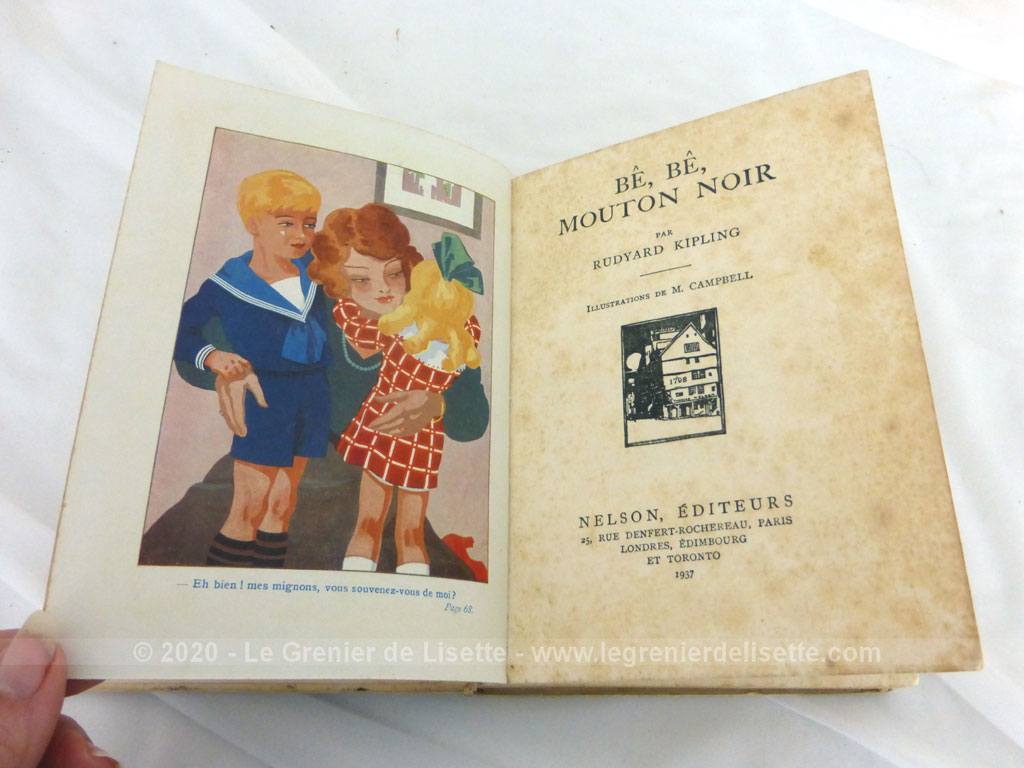 — Eh bien ! mes mignons, vous souvenez-vous de moi?
Page 68.
BÊ, BÊ,
MOUTON NOIR
PAR
RUDYARD KIPLING
ILLUSTRATIONS DE M. CAMPBELL
1708
NELSON, ÉDITEURS
25, RUE DENFERT-ROCHEREAU, PARIS
LONDRES, ÉDIMBOURG
ET TORONTO
1937
© 2020 - Le Grenier de Lisette - www.legrenierdelisette.com